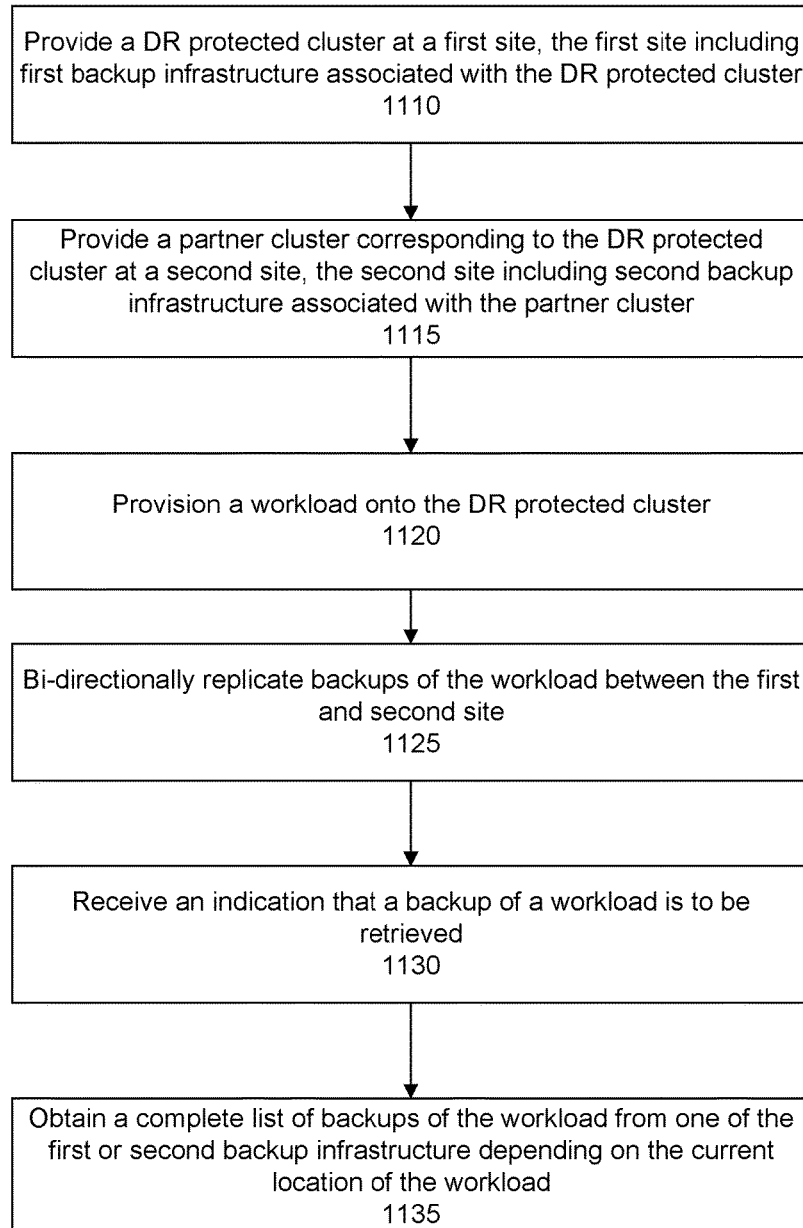 Provide a DR protected cluster at a first site, the first site including
first backup infrastructure associated with the DR protected cluster
1110
Provide a partner cluster corresponding to the DR protected
cluster at a second site, the second site including second backup
infrastructure associated with the partner cluster
1115
Provision a workload onto the DR protected cluster
1120
Bi-directionally replicate backups of the workload between the first
and second site
1125
Receive an indication that a backup of a workload is to be
retrieved
1130
Obtain a complete list of backups of the workload from one of the
first or second backup infrastructure depending on the current
location of the workload
1135